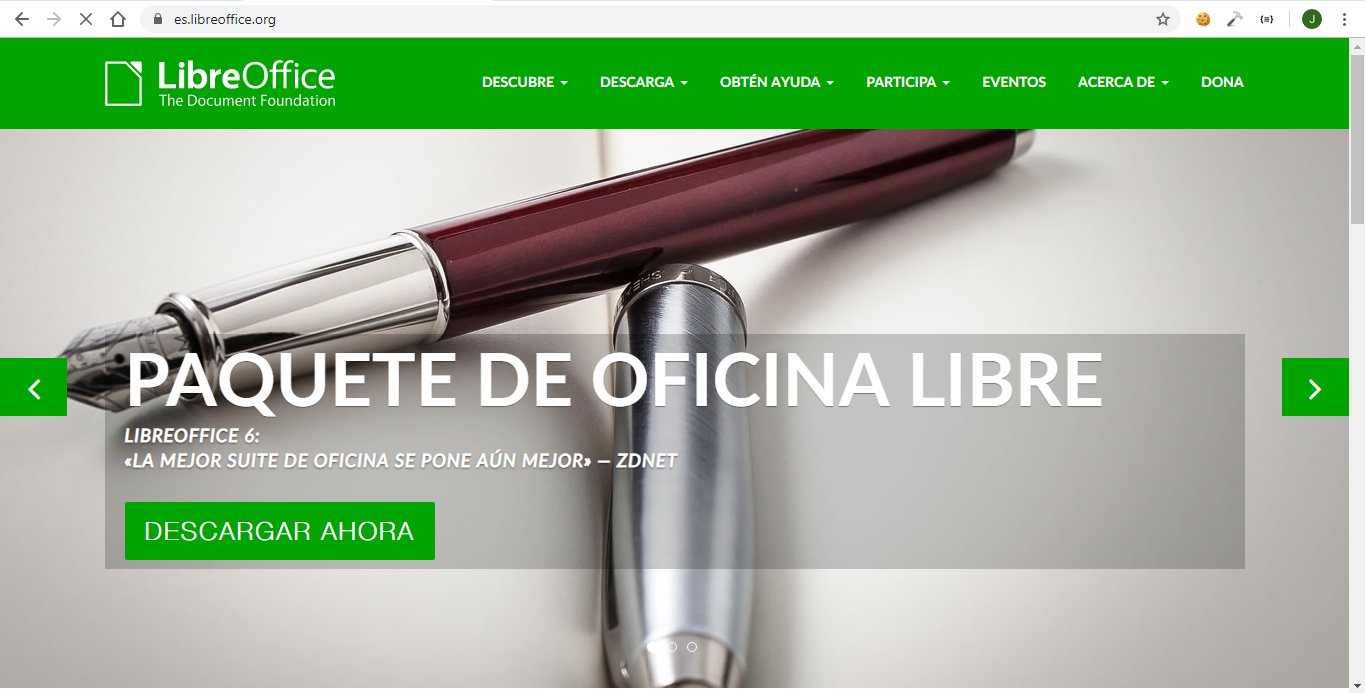 es.libreoffice.org
J
LibreOffice
The Document Foundation
DESCUBRE
DESCARGA
OBTÉN AYUDA
PARTICIPA
EVENTOS
ACERCA DE
DONA
PAQUETE DE OFICINA LIBRE
LIBREOFFICE 6:
«LA MEJOR SUITE DE OFICINA SE PONE AÚN MEJOR» — ZDNET
DESCARGAR AHORA